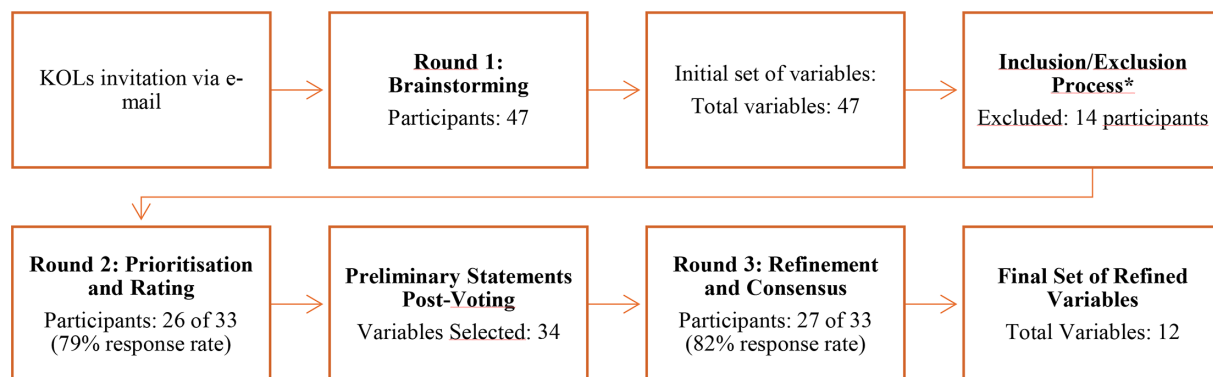 KOLs invitation via e-
mail
Round 1:
Brainstorming
Participants: 47
Initial set of variables:
Total variables: 47
Inclusion/Exclusion
Process*
Excluded: 14 participants
Round 2: Prioritisation
and Rating
Participants: 26 of 33
(79% response rate)
Preliminary Statements
Post-Voting
Variables Selected: 34
Round 3: Refinement
and Consensus
Participants: 27 of 33
(82% response rate)
Final Set of Refined
Variables
Total Variables: 12